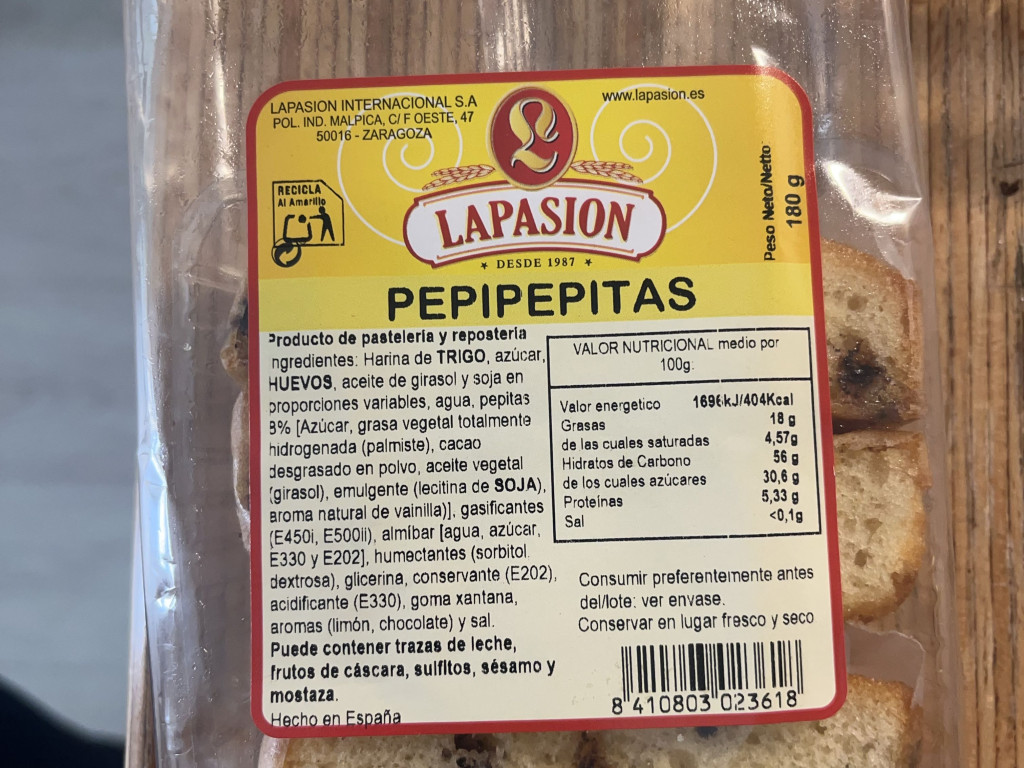 LAPASION INTERNACIONAL S.A
POL. IND. MALPICA, C/ F OESTE, 47
50016 - ZARAGOZA
www.lapasion.es
RECICLA
Al Amarillo
L
LAPASION
DESDE 1987
Peso Neto/Netto
180 g
PEPIPEPITAS
Producto de pastelería y repostería
ngredientes: Harina de TRIGO, azúcar,
HUEVOS, aceite de girasol y soja en
proporciones variables, agua, pepitas
8% [Azúcar, grasa vegetal totalmente
hidrogenada (palmiste), cacao
desgrasado en polvo, aceite vegetal
(girasol), emulgente (lecitina de SOJA),
aroma natural de vainilla)], gasificantes
(E450i, E500ii), almíbar [agua, azúcar,
E330 y E202], humectantes (sorbitol.
dextrosa), glicerina, conservante (E202),
acidificante (E330), goma xantana,
aromas (limón, chocolate) y sal.
Puede contener trazas de leche,
frutos de cáscara, sulfitos, sésamo y
mostaza.
Hecho en España
VALOR NUTRICIONAL medio por
100g:
Valor energetico 1696kJ/404Kcal
Grasas 18 g
de las cuales saturadas 4,57g
Hidratos de Carbono 56 g
de los cuales azúcares 30,6 g
Proteínas 5,33 g
Sal <0,1g
Consumir preferentemente antes
del/lote: ver envase.
Conservar en lugar fresco y seco
8 410803 023618